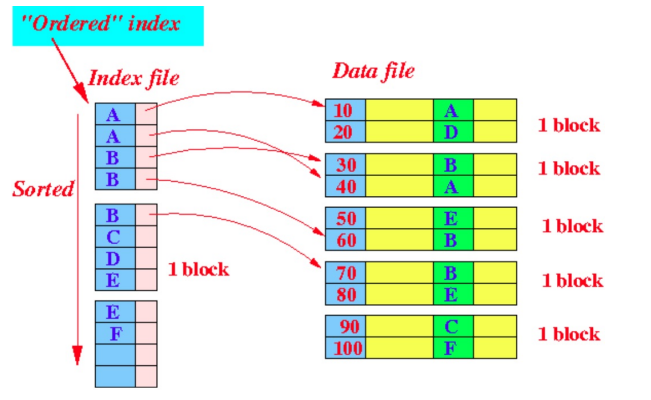 "Ordered" index
Index file
Data file
Sorted
A
A
B
B
B
C
D
E
1 block
E
F
10 A
20 D
1 block
30 B
40 A
1 block
50 E
60 B
1 block
70 B
80 E
1 block
90 C
100 F
1 block